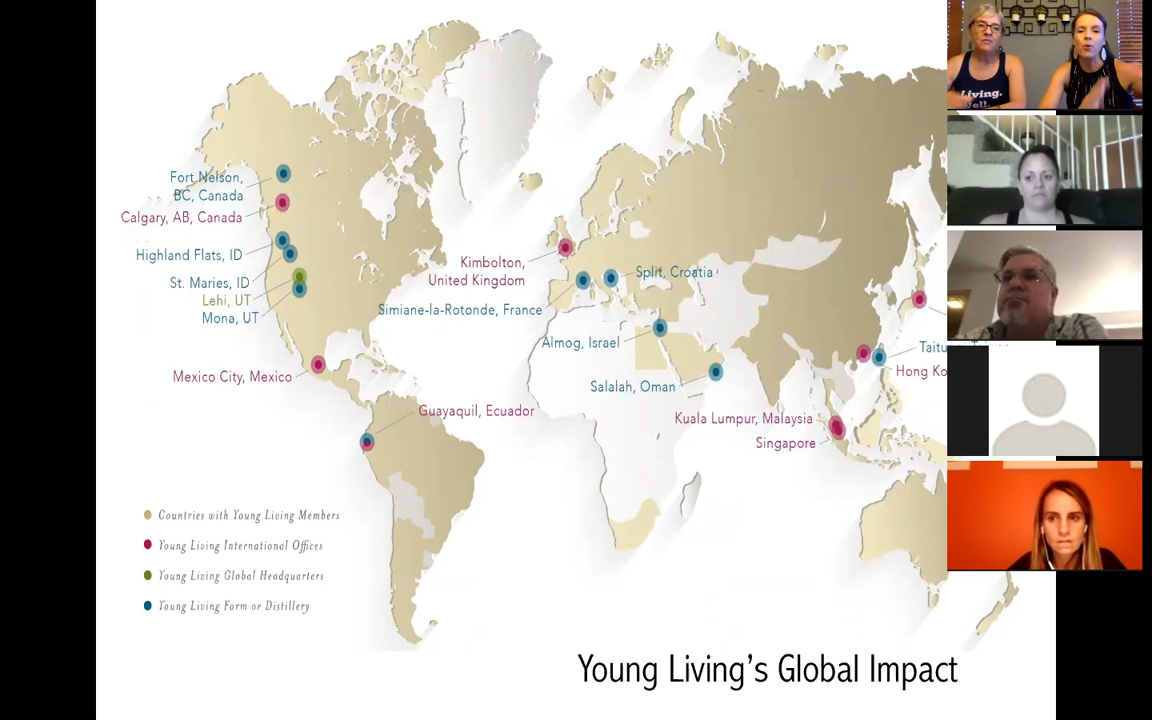 Fort Nelson,
BC, Canada
Calgary, AB, Canada
Highland Flats, ID
St. Maries, ID
Lehi, UT
Mona, UT
Mexico City, Mexico
Guayaquil, Ecuador
Kimbolton,
United Kingdom
Simiane-la-Rotonde, France
Split, Croatia
Almog, Israel
Salalah, Oman
Kuala Lumpur, Malaysia
Singapore
Hong
Countries with Young Living Members
Young Living International Offices
Young Living Global Headquarters
Young Living Farm or Distillery
Young Living's Global Impact
Living.